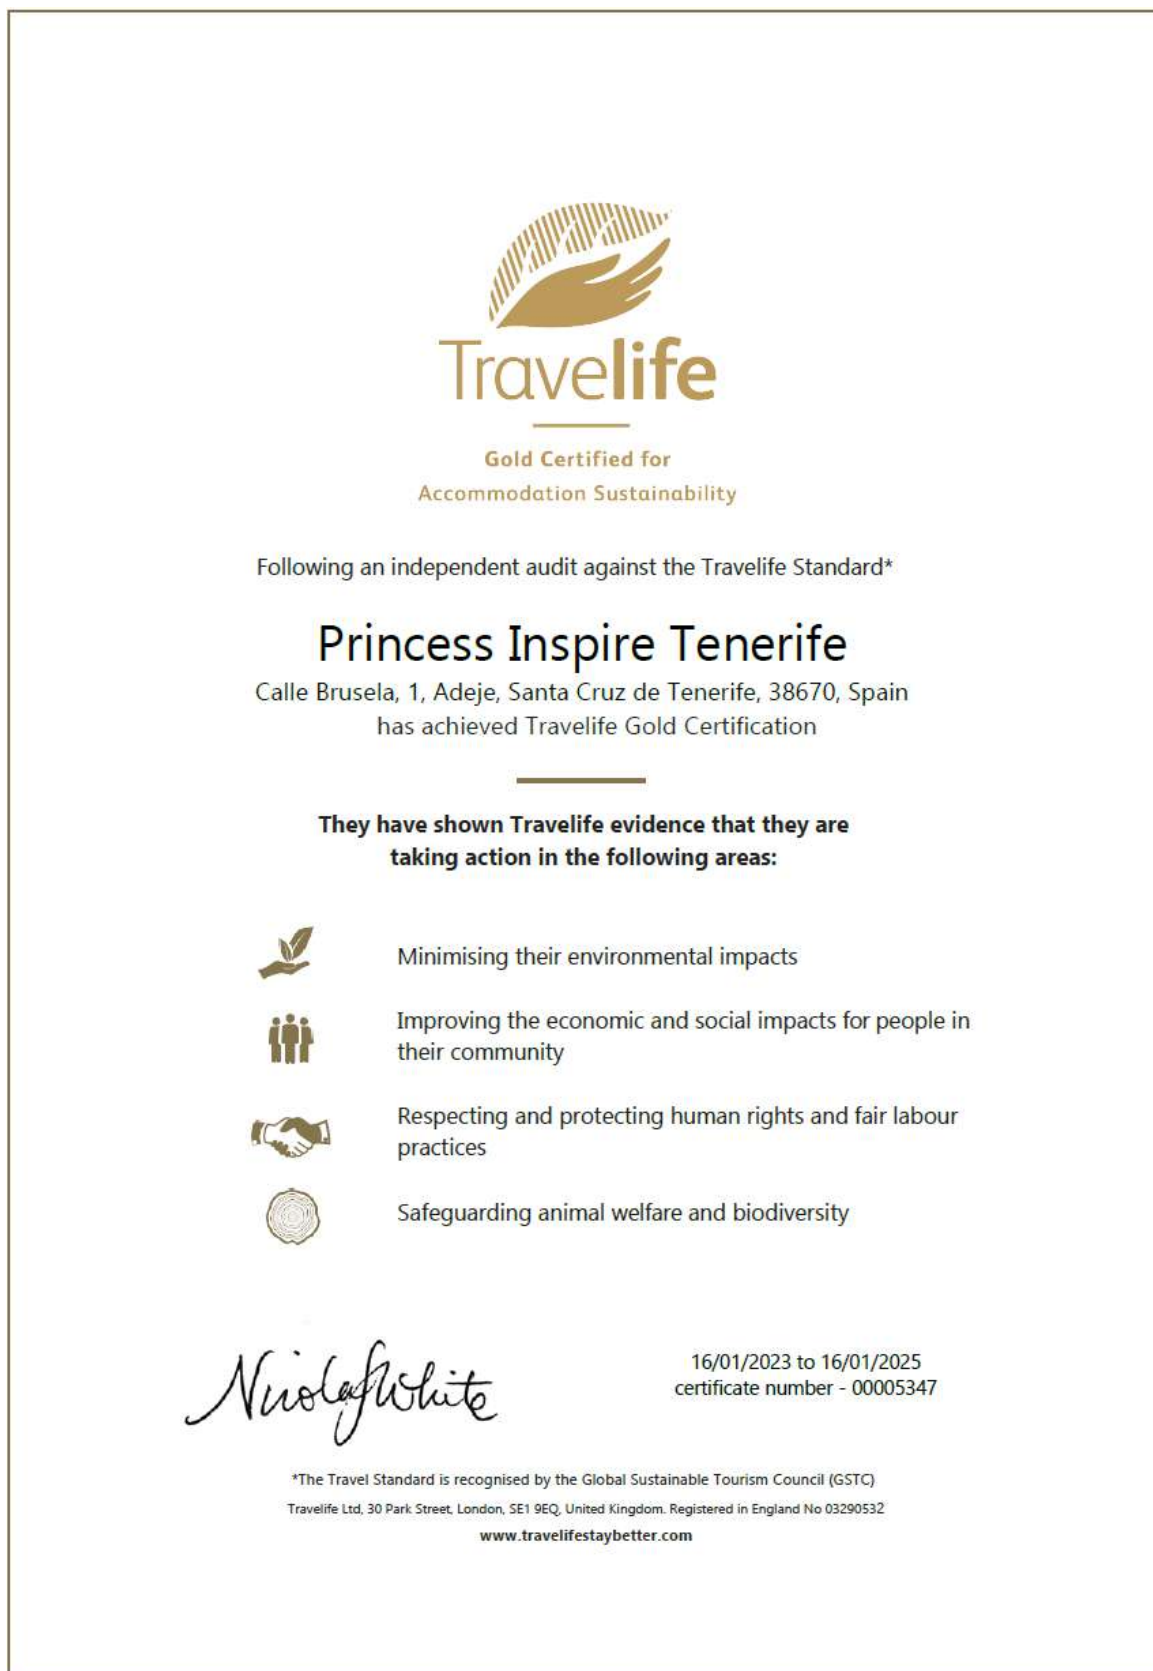 Travelife
Gold Certified for
Accommodation Sustainability
Following an independent audit against the Travelife Standard*
Princess Inspire Tenerife
Calle Brusela, 1, Adeje, Santa Cruz de Tenerife, 38670, Spain
has achieved Travelife Gold Certification
They have shown Travelife evidence that they are
taking action in the following areas:
Minimising their environmental impacts
Improving the economic and social impacts for people in
their community
Respecting and protecting human rights and fair labour
practices
Safeguarding animal welfare and biodiversity
White
16/01/2023 to 16/01/2025
certificate number - 00005347
*The Travel Standard is recognised by the Global Sustainable Tourism Council (GSTC)
Travelife Ltd, 30 Park Street, London, SE1 9EQ, United Kingdom. Registered in England No 03290532
www.travelifestaybetter.com